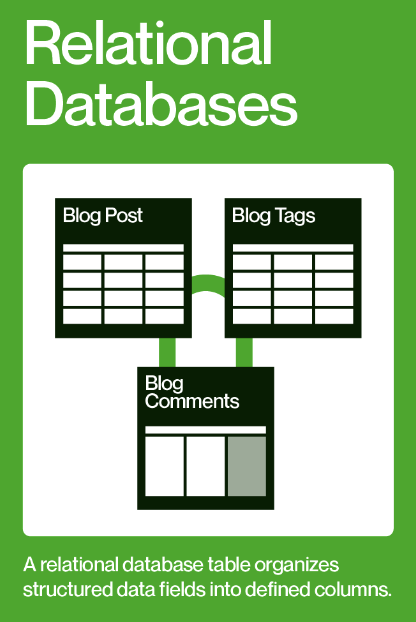 Relational
Databases
Blog Post
Blog Tags
Blog
Comments
A relational database table organizes
structured data fields into defined columns.